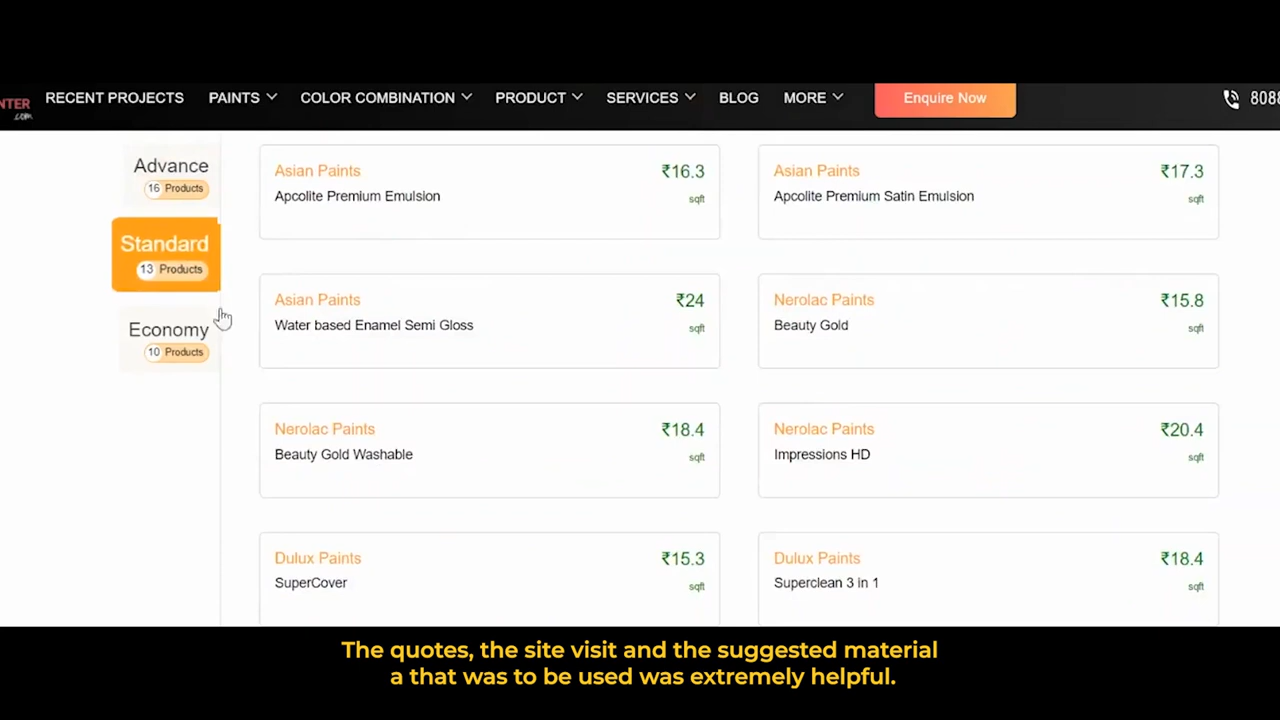 NTER
.com
RECENT PROJECTS PAINTS COLOR COMBINATION PRODUCT SERVICES BLOG MORE Enquire Now 808
Advance
16 Products
Standard
13 Products
Economy
10 Products
Asian Paints ₹16.3
Apcolite Premium Emulsion sqft
Asian Paints ₹17.3
Apcolite Premium Satin Emulsion sqft
Asian Paints ₹24
Water based Enamel Semi Gloss sqft
Nerolac Paints ₹15.8
Beauty Gold sqft
Nerolac Paints ₹18.4
Beauty Gold Washable sqft
Nerolac Paints ₹20.4
Impressions HD sqft
Dulux Paints ₹15.3
SuperCover sqft
Dulux Paints ₹18.4
Superclean 3 in 1 sqft
The quotes, the site visit and the suggested material
a that was to be used was extremely helpful.